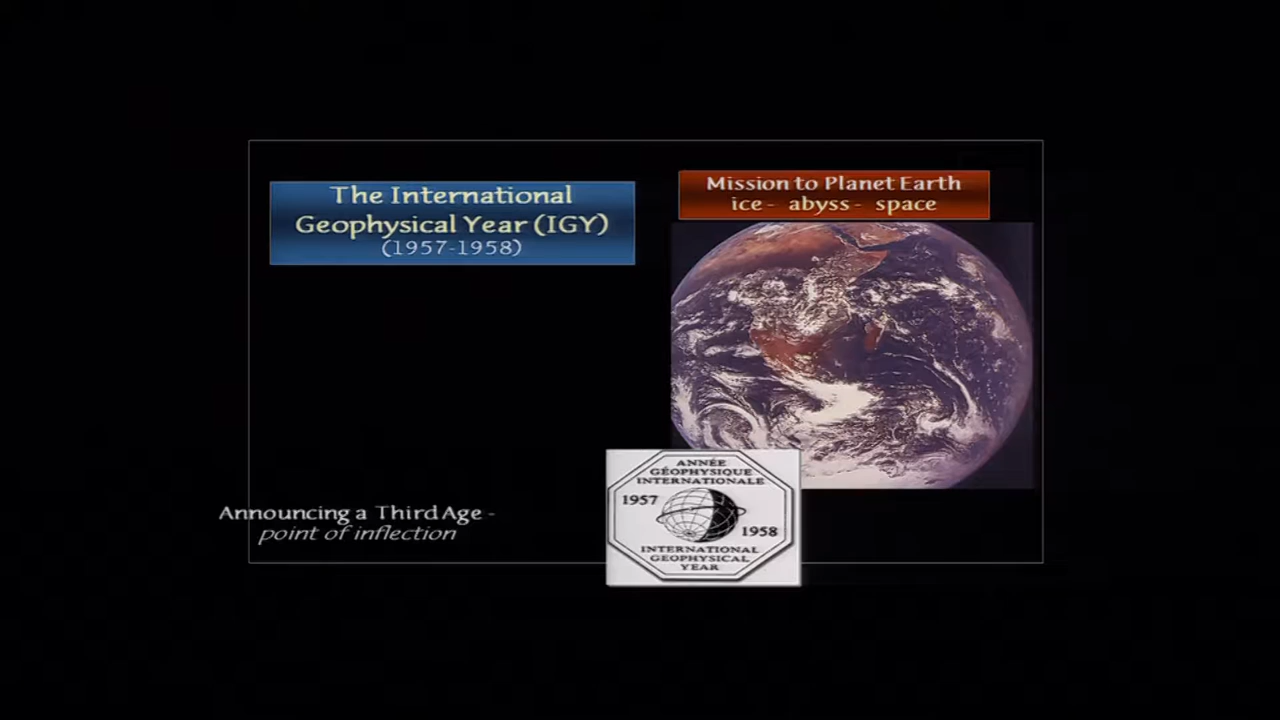 The International
Geophysical Year (IGY)
(1957-1958)
Mission to Planet Earth
ice - abyss - space
ANNÉE
GÉOPHYSIQUE
INTERNATIONALE
1957
1958
INTERNATIONAL
GEOPHYSICAL
YEAR
Announcing a Third Age -
point of inflection